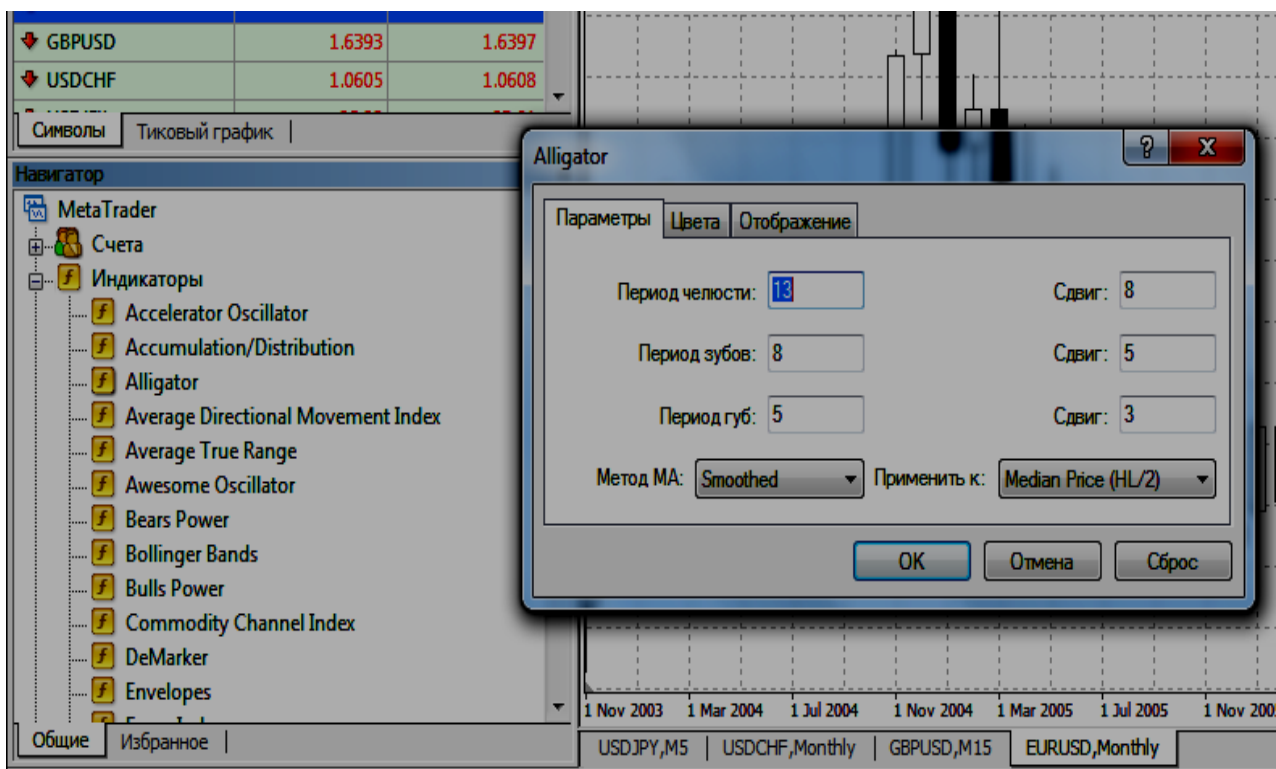 GBPUSD 1.6393 1.6397
USDCHF 1.0605 1.0608
Символы Тиковый график
Навигатор
MetaTrader
Счета
Индикаторы
Accelerator Oscillator
Accumulation/Distribution
Alligator
Average Directional Movement Index
Average True Range
Awesome Oscillator
Bears Power
Bollinger Bands
Bulls Power
Commodity Channel Index
DeMarker
Envelopes
Общие Избранное
Alligator
Параметры Цвета Отображение
Период челюсти: 13 Сдвиг: 8
Период зубов: 8 Сдвиг: 5
Период губ: 5 Сдвиг: 3
Метод МА: Smoothed Применить к: Median Price (HL/2)
OK Отмена Сброс
1 Nov 2003 1 Mar 2004 1 Jul 2004 1 Nov 2004 1 Mar 2005 1 Jul 2005 1 Nov
USDJPY,M5 USDCHF,Monthly GBPUSD,M15 EURUSD,Monthly